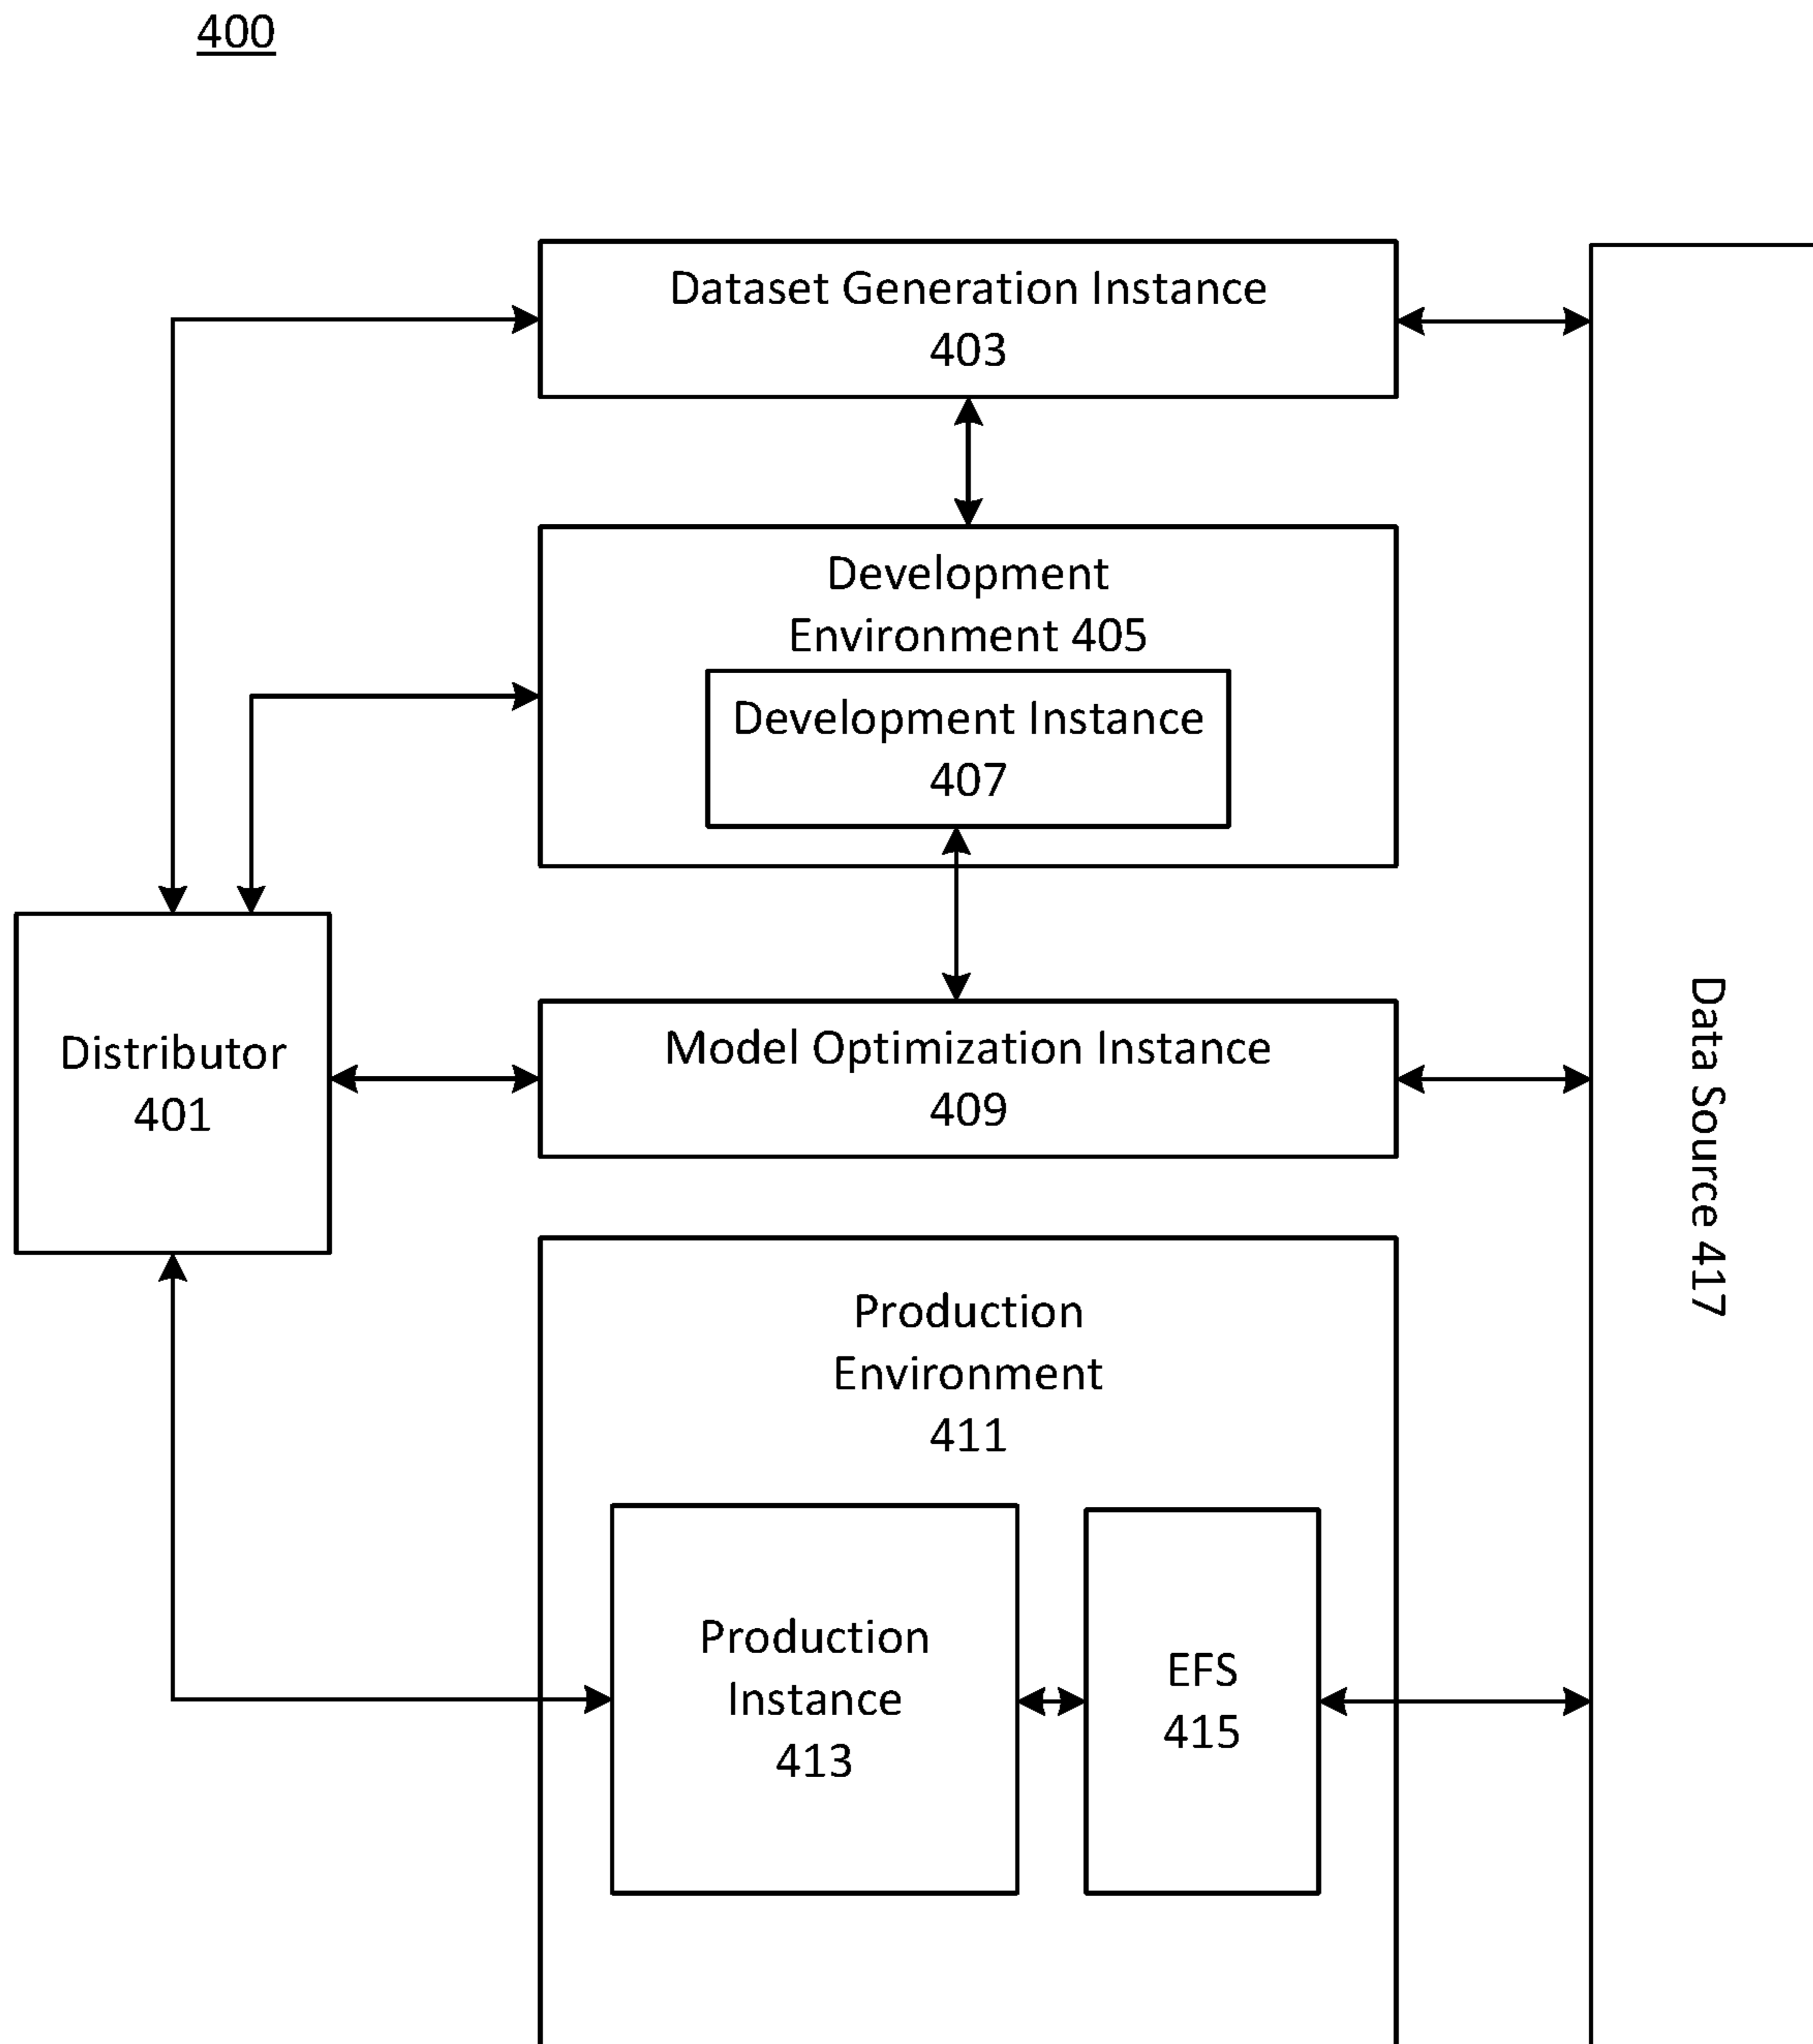 400
Dataset Generation Instance
403
Development
Environment 405
Development Instance
407
Distributor
401
Model Optimization Instance
409
Data Source 417
Production
Environment
411
Production
Instance
413
EFS
415